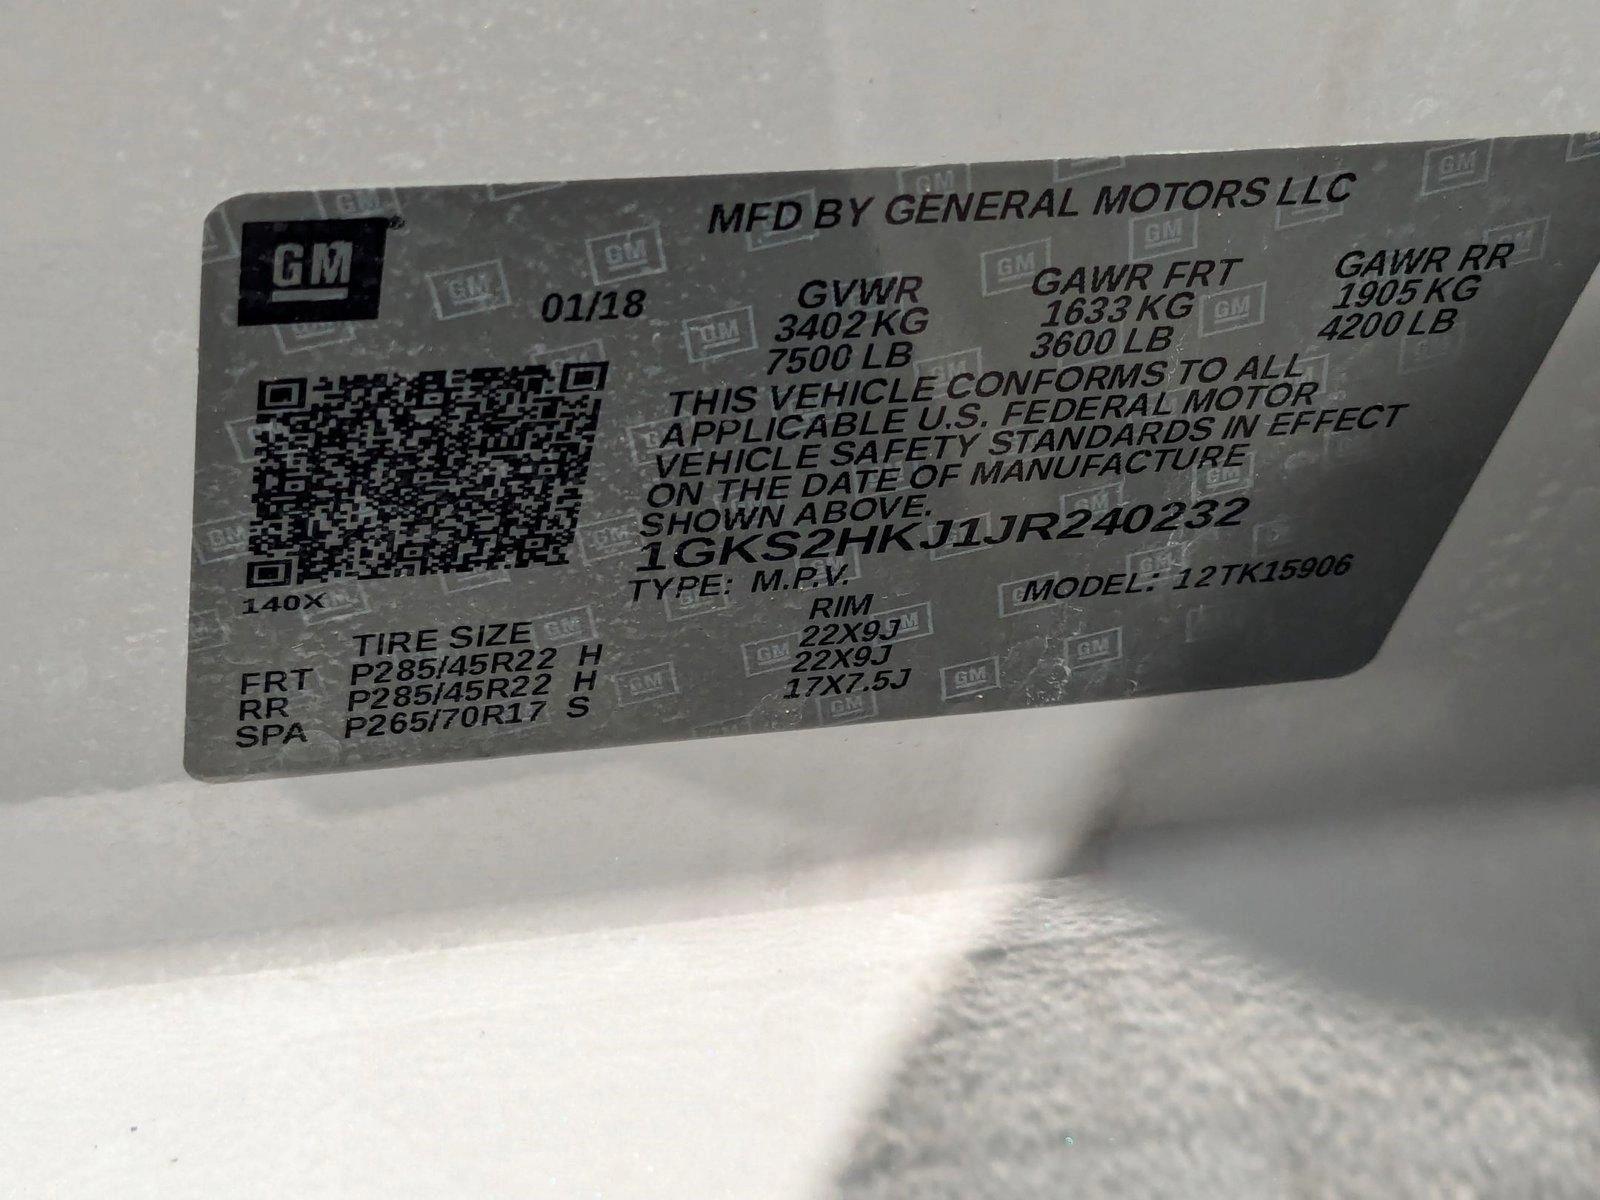 GM
MFD BY GENERAL MOTORS LLC
01/18
GVWR GAWR FRT GAWR RR
3402 KG 1633 KG 1905 KG
7500 LB 3600 LB 4200 LB
THIS VEHICLE CONFORMS TO ALL
APPLICABLE U.S. FEDERAL MOTOR
VEHICLE SAFETY STANDARDS IN EFFECT
ON THE DATE OF MANUFACTURE
SHOWN ABOVE.
1GKS2HKJ1JR240232
TYPE: M.P.V. MODEL: 12TK15906
140X
TIRE SIZE RIM
FRT P285/45R22 H 22X9J
RR P285/45R22 H 22X9J
SPA P265/70R17 S 17X7.5J